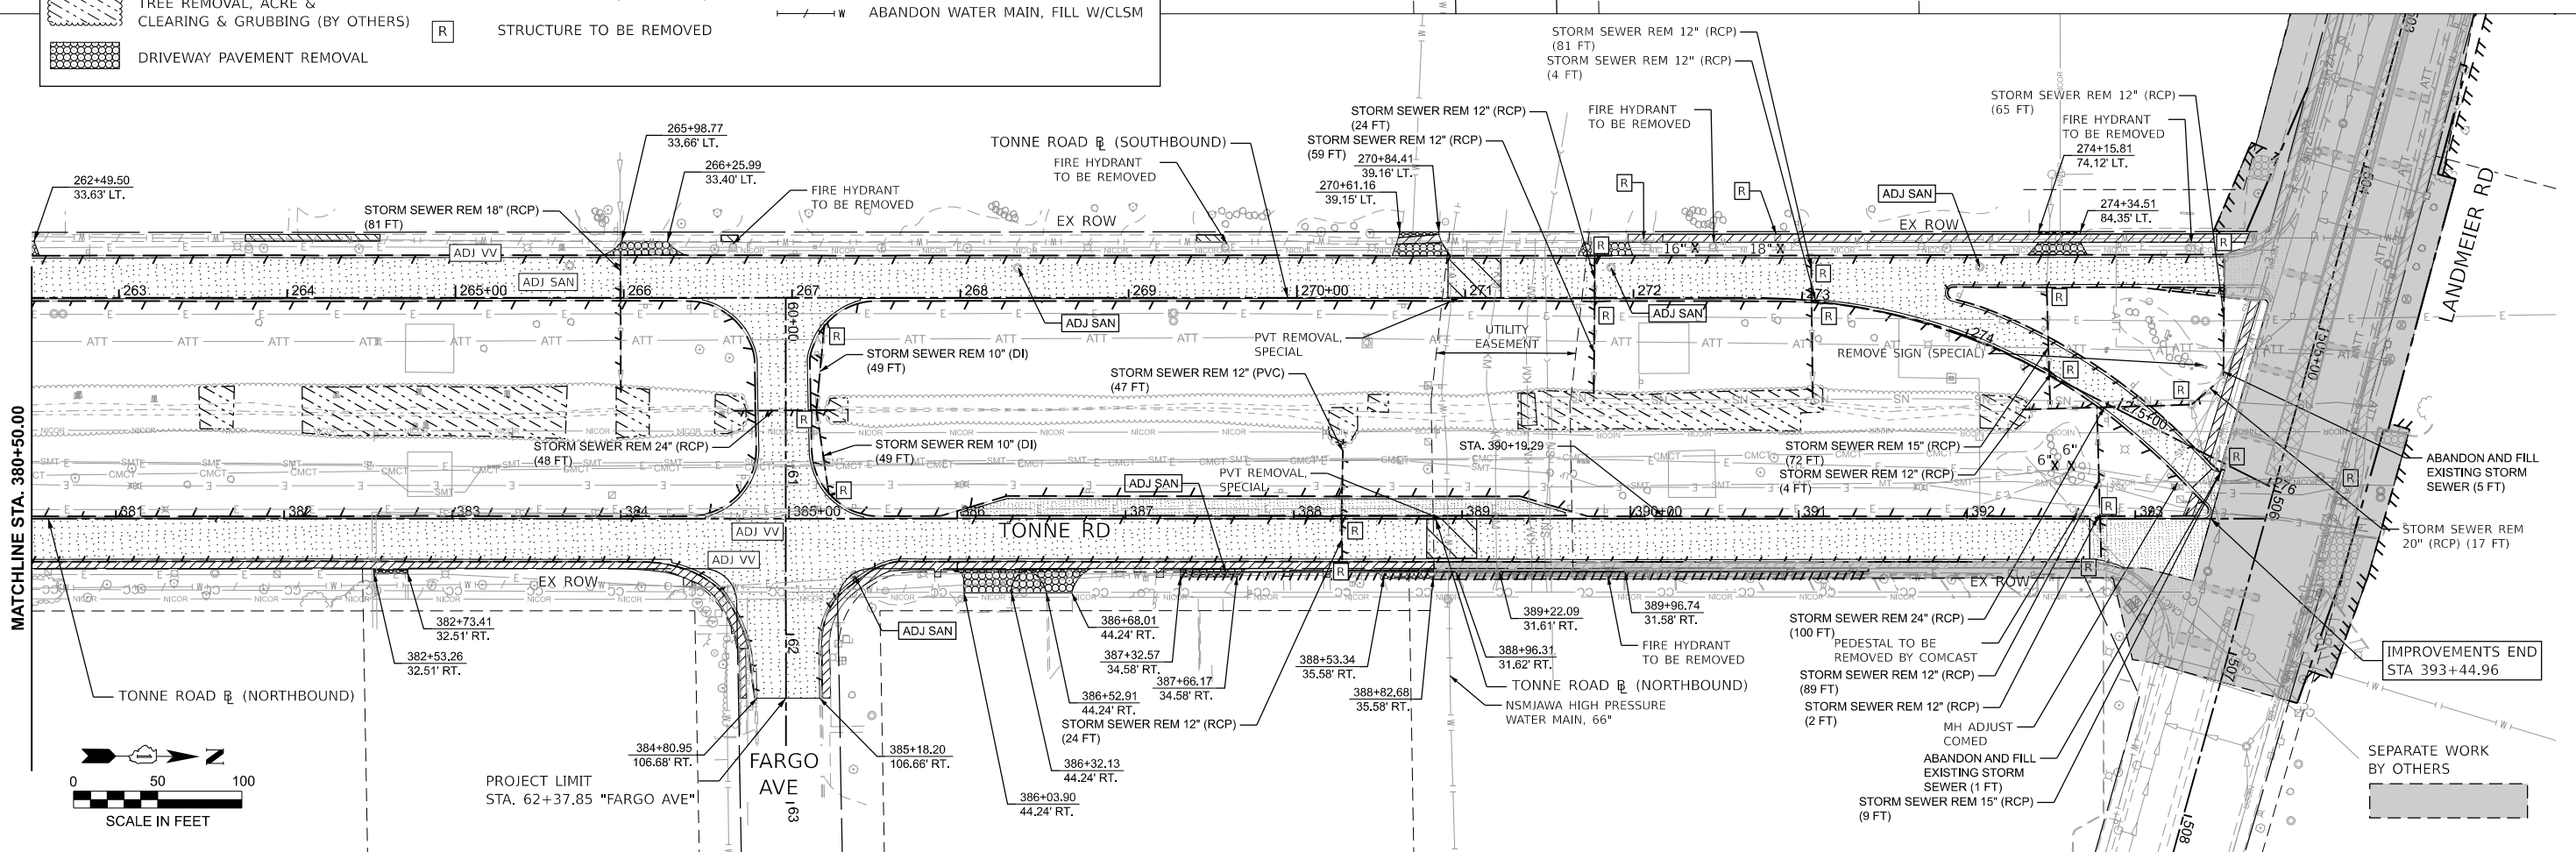 TREE REMOVAL, ACRE &
CLEARING & GRUBBING (BY OTHERS)
DRIVEWAY PAVEMENT REMOVAL
R
STRUCTURE TO BE REMOVED
W
ABANDON WATER MAIN, FILL W/CLSM
STORM SEWER REM 12" (RCP)
(81 FT)
STORM SEWER REM 12" (RCP)
(4 FT)
STORM SEWER REM 12" (RCP)
(65 FT)
FIRE HYDRANT
TO BE REMOVED
274+15.81
74.12' LT.
STORM SEWER REM 12" (RCP)
(24 FT)
STORM SEWER REM 12" (RCP)
(59 FT)
FIRE HYDRANT
TO BE REMOVED
270+84.41
39.16' LT.
270+61.16
39.15' LT.
265+98.77
33.66' LT.
266+25.99
33.40' LT.
TONNE ROAD BL (SOUTHBOUND)
FIRE HYDRANT
TO BE REMOVED
262+49.50
33.63' LT.
FIRE HYDRANT
TO BE REMOVED
STORM SEWER REM 18" (RCP)
(81 FT)
EX ROW
R
R
ADJ SAN
274+34.51
84.35' LT.
EX ROW
LANDMEIER RD
ADJ VV
ADJ SAN
R
16" X
18" X
R
R
263
264
265+00
266
267
268
269
270+00
271
272
273
274
275+00
276
60+00
ADJ SAN
ADJ SAN
R
R
R
R
PVT REMOVAL,
SPECIAL
UTILITY
EASEMENT
REMOVE SIGN (SPECIAL)
STORM SEWER REM 10" (DI)
(49 FT)
STORM SEWER REM 12" (PVC)
(47 FT)
R
R
R
STORM SEWER REM 24" (RCP)
(48 FT)
STORM SEWER REM 10" (DI)
(49 FT)
STA. 390+19.29
STORM SEWER REM 15" (RCP)
(72 FT)
STORM SEWER REM 12" (RCP)
(4 FT)
6"
6" X X
R
R
ABANDON AND FILL
EXISTING STORM
SEWER (5 FT)
MATCHLINE STA. 380+50.00
ADJ SAN
PVT REMOVAL,
SPECIAL
R
R
381
382
383
384
385+00
386
387
388
389
390+00
391
392
393
61
ADJ VV
ADJ VV
TONNE RD
R
R
R
STORM SEWER REM
20" (RCP) (17 FT)
EX ROW
EX ROW
382+73.41
32.51' RT.
382+53.26
32.51' RT.
ADJ SAN
386+68.01
44.24' RT.
387+32.57
34.58' RT.
387+66.17
34.58' RT.
388+53.34
35.58' RT.
388+82.68
35.58' RT.
388+96.31
31.62' RT.
389+22.09
31.61' RT.
389+96.74
31.58' RT.
FIRE HYDRANT
TO BE REMOVED
STORM SEWER REM 24" (RCP)
(100 FT)
PEDESTAL TO BE
REMOVED BY COMCAST
IMPROVEMENTS END
STA 393+44.96
TONNE ROAD BL (NORTHBOUND)
62
386+52.91
44.24' RT.
TONNE ROAD BL (NORTHBOUND)
STORM SEWER REM 12" (RCP)
(89 FT)
STORM SEWER REM 12" (RCP)
(2 FT)
NSMJAWA HIGH PRESSURE
WATER MAIN, 66"
STORM SEWER REM 12" (RCP)
(24 FT)
MH ADJUST
COMED
N
0 50 100
SCALE IN FEET
384+80.95
106.68' RT.
385+18.20
106.66' RT.
FARGO
AVE
PROJECT LIMIT
STA. 62+37.85 "FARGO AVE"
63
386+32.13
44.24' RT.
386+03.90
44.24' RT.
ABANDON AND FILL
EXISTING STORM
SEWER (1 FT)
STORM SEWER REM 15" (RCP)
(9 FT)
SEPARATE WORK
BY OTHERS
1503
1504
1505+00
1506
1507
1508